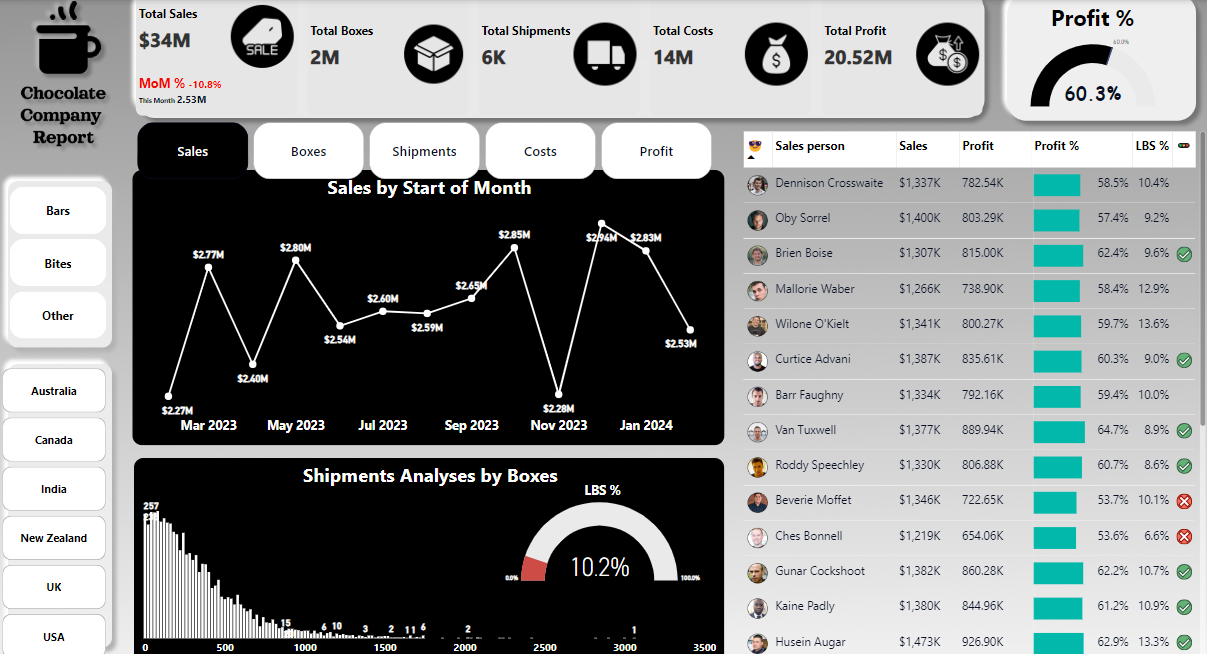 Chocolate
Company
Report
Total Sales
$34M
SALE
MoM % -10.8%
This Month 2.53M
Total Boxes
2M
Total Shipments
6K
Total Costs
14M
Total Profit
20.52M
Profit %
60.0%
60.3%
Sales
Boxes
Shipments
Costs
Profit
Bars
Bites
Other
Australia
Canada
India
New Zealand
UK
USA
Sales by Start of Month
$2.27M
$2.77M
$2.40M
$2.80M
$2.54M
$2.60M
$2.59M
$2.65M
$2.85M
$2.28M
$2.94M
$2.83M
$2.53M
Mar 2023 May 2023 Jul 2023 Sep 2023 Nov 2023 Jan 2024
Shipments Analyses by Boxes
LBS %
0.0% 10.2% 100.0%
257
15 6 10 3 2 1 1 6 2 1
0 500 1000 1500 2000 2500 3000 3500
Sales person Sales Profit Profit % LBS %
Dennison Crosswaite $1,337K 782.54K 58.5% 10.4%
Oby Sorrel $1,400K 803.29K 57.4% 9.2%
Brien Boise $1,307K 815.00K 62.4% 9.6%
Mallorie Waber $1,266K 738.90K 58.4% 12.9%
Wilone O'Kielt $1,341K 800.27K 59.7% 13.6%
Curtice Advani $1,387K 835.61K 60.3% 9.0%
Barr Faughny $1,334K 792.16K 59.4% 10.0%
Van Tuxwell $1,377K 889.94K 64.7% 8.9%
Roddy Speechley $1,330K 806.88K 60.7% 8.6%
Beverie Moffet $1,346K 722.65K 53.7% 10.1%
Ches Bonnell $1,219K 654.06K 53.6% 6.6%
Gunar Cockshoot $1,382K 860.28K 62.2% 10.7%
Kaine Padly $1,380K 844.96K 61.2% 10.9%
Husein Augar $1,473K 926.90K 62.9% 13.3%